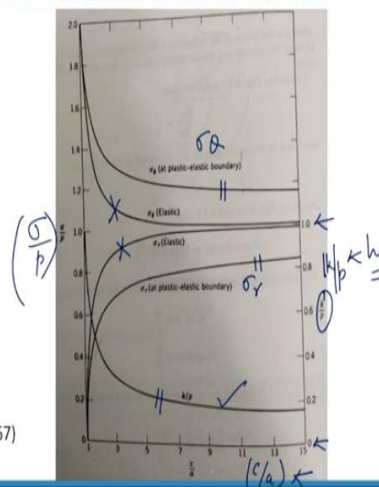 2.0
1.8
1.6
1.4
1.2
1.0
0.8
0.6
0.4
0.2
0
σθ
σθ (at plastic-elastic boundary)
σθ (Elastic)
σr (Elastic)
σr (at plastic-elastic boundary)
σr
k/p
(σ/p)
σ/p
1.0
0.8
0.6
0.4
0.2
0
k/p
k/p
1 3 5 7 9 11 13 15
(c/a)
57)